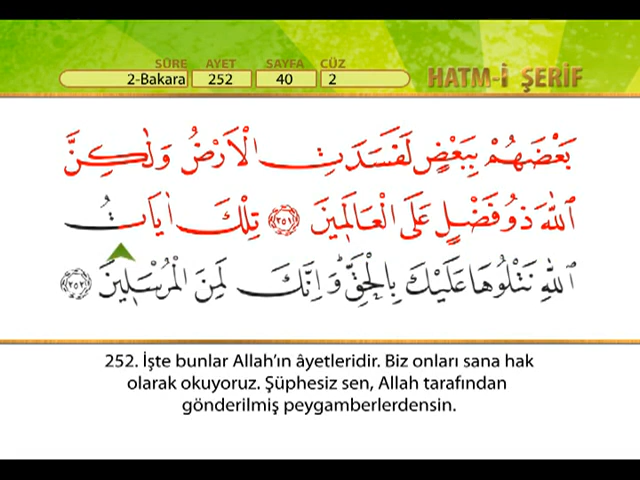 SÛRE AYET SAYFA CÜZ
2-Bakara 252 40 2
HATM-İ ŞERİF
بَعْضَهُمْ بِبَعْضٍ لَفَسَدَتِ الْاَرْضُ وَلٰكِنَّ
اللّٰهَ ذُو فَضْلٍ عَلَى الْعَالَمٖينَ ﴿٢٥١﴾ تِلْكَ اٰيَاتُ
اللّٰهِ نَتْلُوهَا عَلَيْكَ بِالْحَقِّ وَاِنَّكَ لَمِنَ الْمُرْسَلٖينَ ﴿٢٥٢﴾
252. İşte bunlar Allah’ın âyetleridir. Biz onları sana hak
olarak okuyoruz. Şüphesiz sen, Allah tarafından
gönderilmiş peygamberlerdensin.